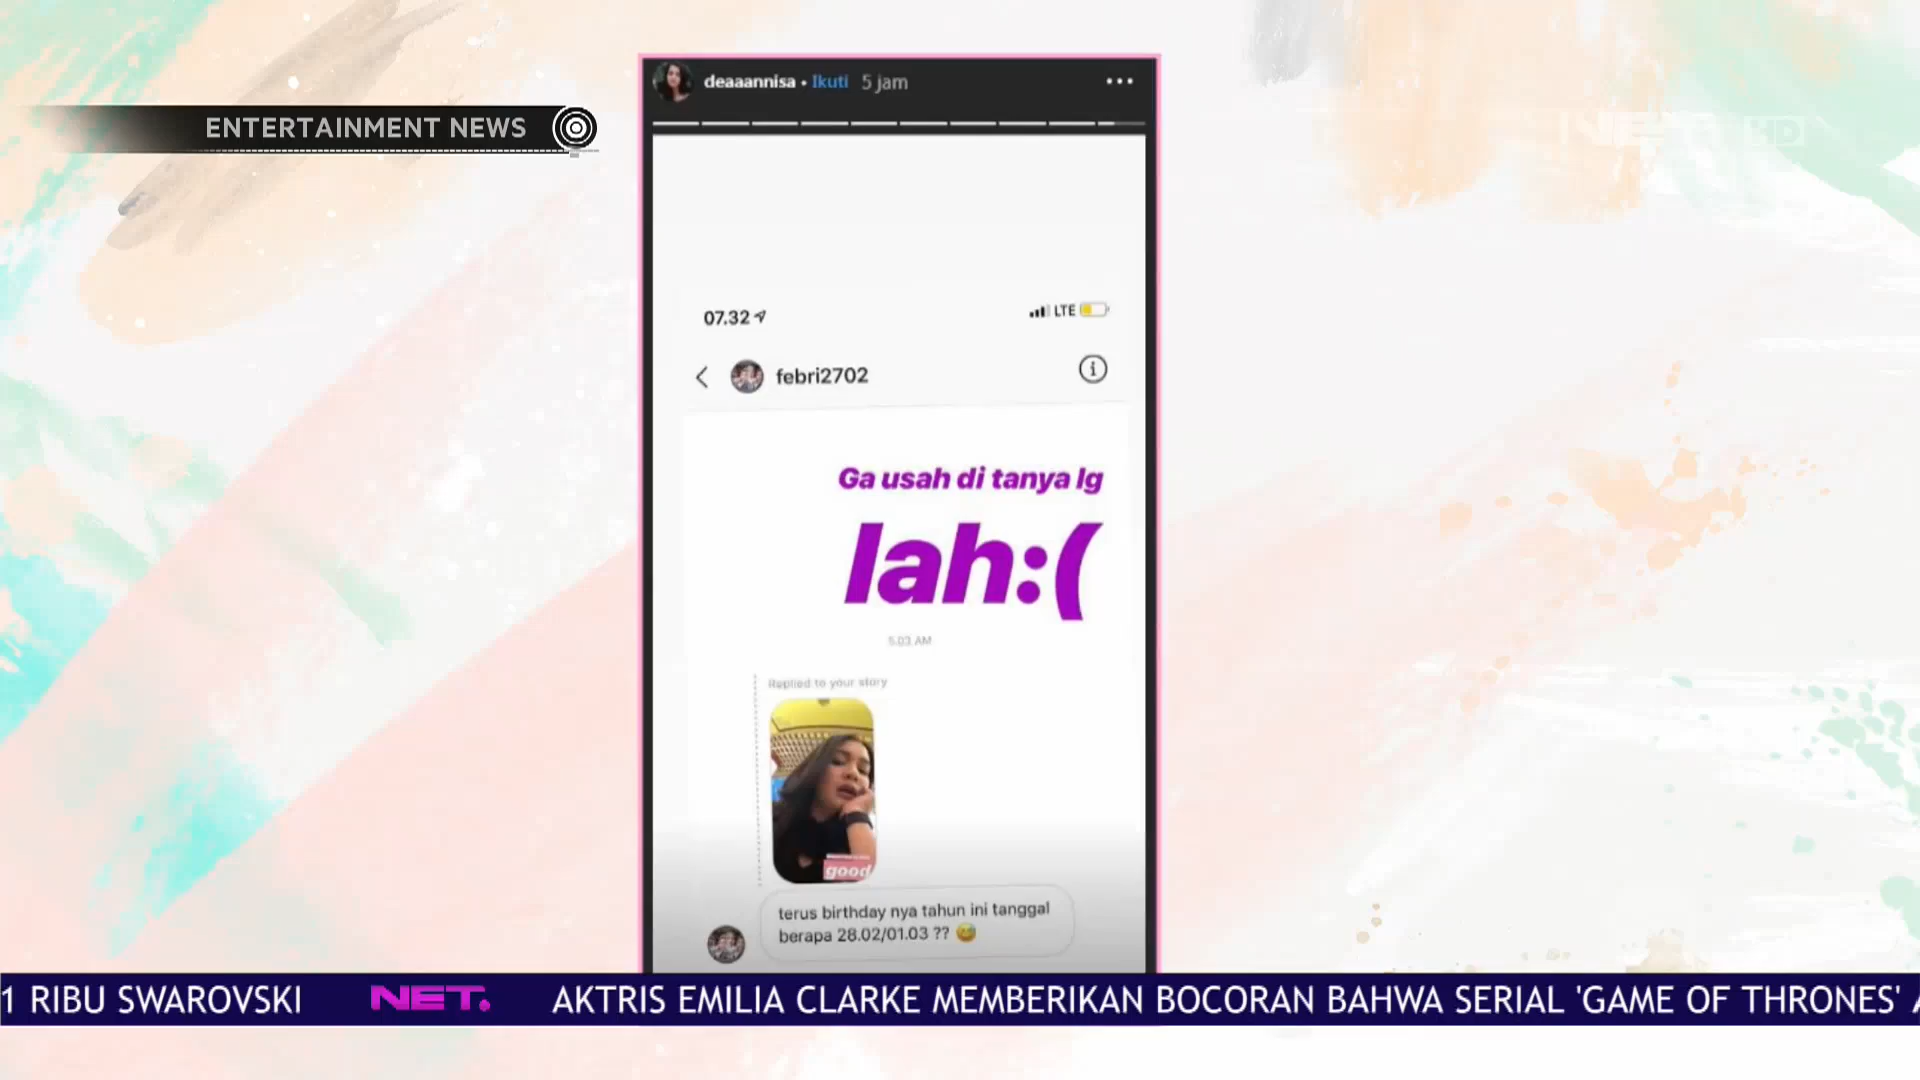 deaaannisa • Ikuti 5 jam
ENTERTAINMENT NEWS
NET. HD
07.32
LTE
febri2702
Ga usah di tanya lg
lah:(
5.03 AM
Replied to your story
good
terus birthday nya tahun ini tanggal
berapa 28.02/01.03 ?? 😅
1 RIBU SWAROVSKI NET. AKTRIS EMILIA CLARKE MEMBERIKAN BOCORAN BAHWA SERIAL 'GAME OF THRONES'